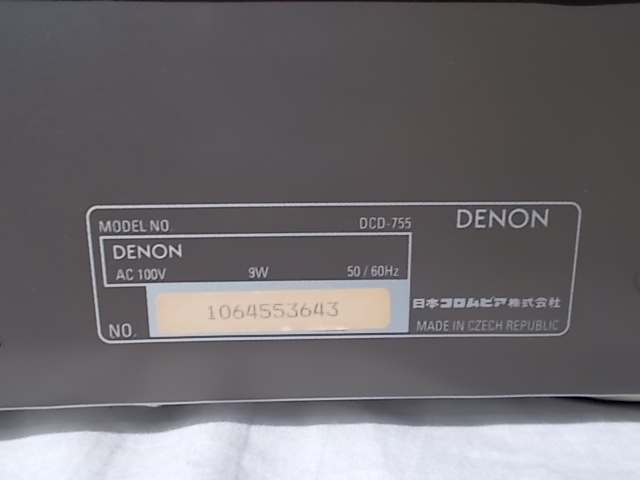 MODEL NO. DCD-755
DENON
DENON
AC 100V 9W 50/60Hz
NO. 1064553643
日本コロムビア株式会社
MADE IN CZECH REPUBLIC